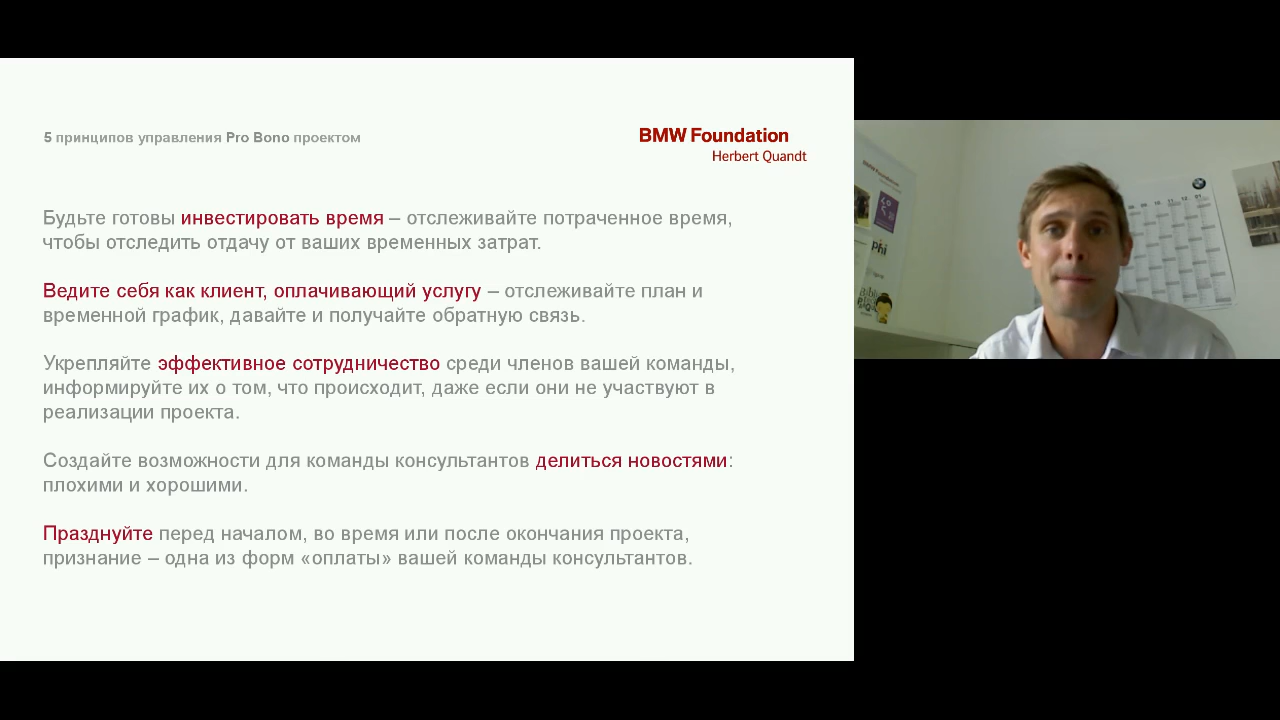 5 принципов управления Pro Bono проектом
BMW Foundation
Herbert Quandt
Будьте готовы инвестировать время – отслеживайте потраченное время,
чтобы отследить отдачу от ваших временных затрат.
Ведите себя как клиент, оплачивающий услугу – отслеживайте план и
временной график, давайте и получайте обратную связь.
Укрепляйте эффективное сотрудничество среди членов вашей команды,
информируйте их о том, что происходит, даже если они не участвуют в
реализации проекта.
Создайте возможности для команды консультантов делиться новостями:
плохими и хорошими.
Празднуйте перед началом, во время или после окончания проекта,
признание – одна из форм «оплаты» вашей команды консультантов.
phi